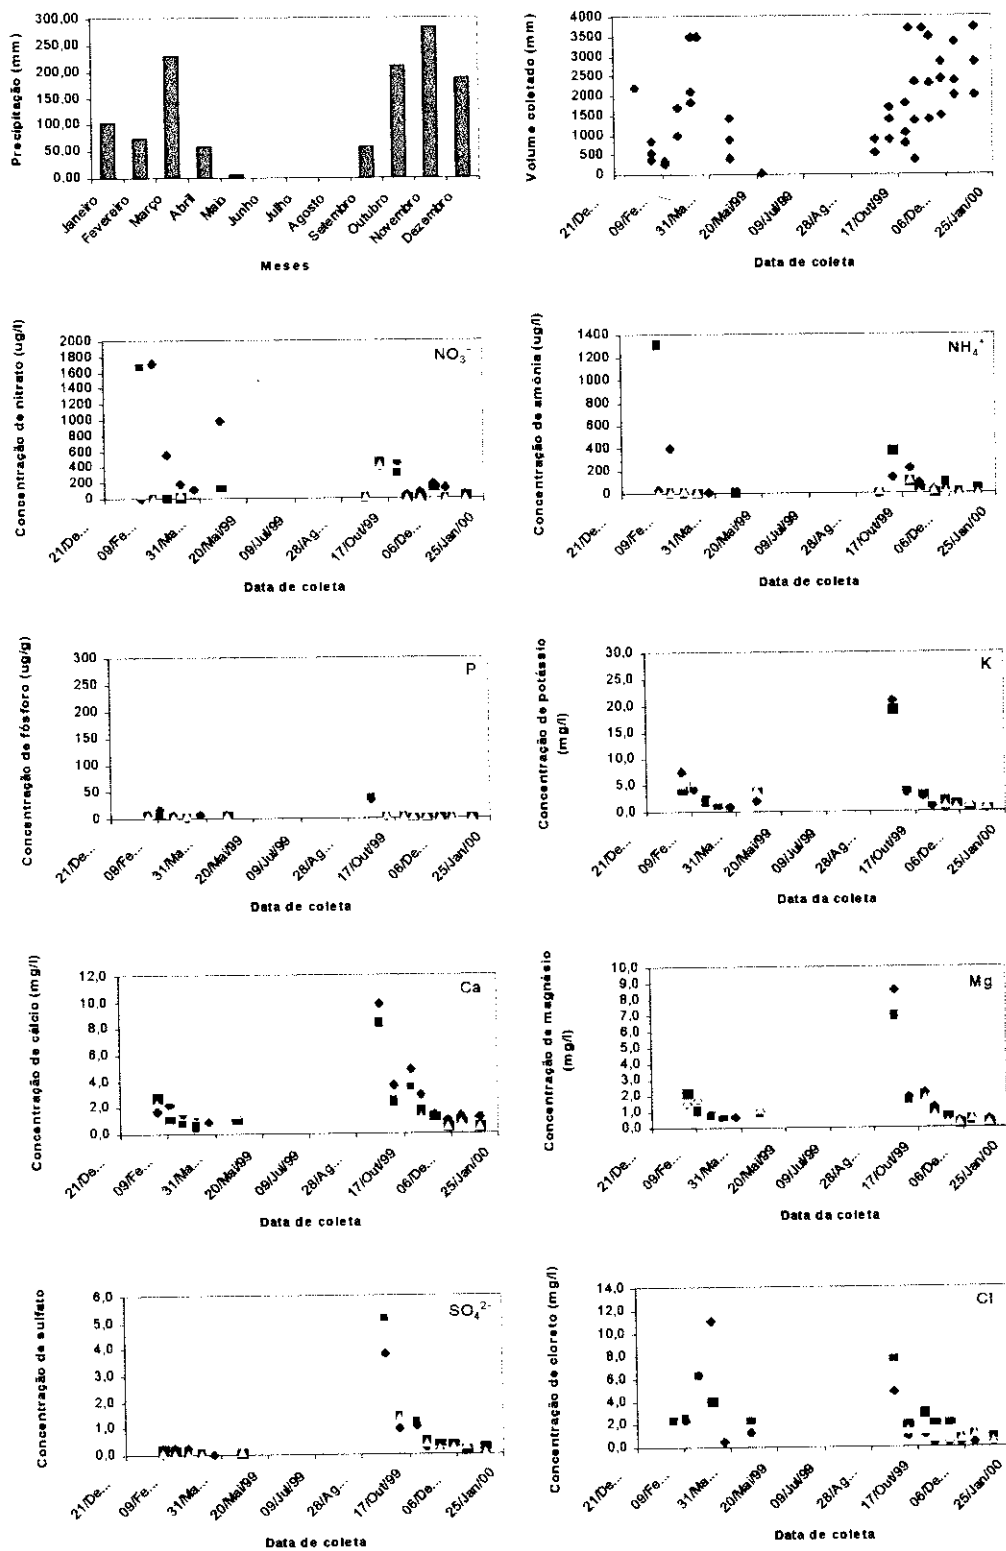 Precipitação (mm)
300,00
250,00
200,00
150,00
100,00
50,00
0,00
Janeiro
Fevereiro
Março
Abril
Maio
Junho
Julho
Agosto
Setembro
Outubro
Novembro
Dezembro
Meses
Volume coletado (mm)
4000
3500
3000
2500
2000
1500
1000
500
0
21/De...
09/Fe...
31/Ma...
20/Mai/99
09/Jul/99
28/Ag...
17/Out/99
06/De...
25/Jan/00
Data de coleta
Concentração de nitrato (ug/l)
2000
1800
1600
1400
1200
1000
800
600
400
200
0
NO₃⁻
21/De...
09/Fe...
31/Ma...
20/Mai/99
09/Jul/99
28/Ag...
17/Out/99
06/De...
25/Jan/00
Data de coleta
Concentração de amônia (ug/l)
1400
1200
1000
800
600
400
200
0
NH₄⁺
21/De...
09/Fe...
31/Ma...
20/Mai/99
09/Jul/99
28/Ag...
17/Out/99
06/De...
25/Jan/00
Data de coleta
Concentração de fósforo (ug/g)
300
250
200
150
100
50
0
P
21/De...
09/Fe...
31/Ma...
20/Mai/99
09/Jul/99
28/Ag...
17/Out/99
06/De...
25/Jan/00
Data de coleta
Concentração de potássio
(mg/l)
30,0
25,0
20,0
15,0
10,0
5,0
0,0
K
21/De...
09/Fe...
31/Ma...
20/Mai/99
09/Jul/99
28/Ag...
17/Out/99
06/De...
25/Jan/00
Data da coleta
Concentração de cálcio (mg/l)
12,0
10,0
8,0
6,0
4,0
2,0
0,0
Ca
21/De...
09/Fe...
31/Ma...
20/Mai/99
09/Jul/99
28/Ag...
17/Out/99
06/De...
25/Jan/00
Data de coleta
Concentração de magnésio
(mg/l)
10,0
9,0
8,0
7,0
6,0
5,0
4,0
3,0
2,0
1,0
0,0
Mg
21/De...
09/Fe...
31/Ma...
20/Mai/99
09/Jul/99
28/Ag...
17/Out/99
06/De...
25/Jan/00
Data da coleta
Concentração de sulfato
6,0
5,0
4,0
3,0
2,0
1,0
0,0
SO₄²⁻
21/De...
09/Fe...
31/Ma...
20/Mai/99
09/Jul/99
28/Ag...
17/Out/99
06/De...
25/Jan/00
Data da coleta
Concentração de cloreto (mg/l)
14,0
12,0
10,0
8,0
6,0
4,0
2,0
0,0
Cl
21/De...
09/Fe...
31/Ma...
20/Mai/99
09/Jul/99
28/Ag...
17/Out/99
06/De...
25/Jan/00
Data de coleta